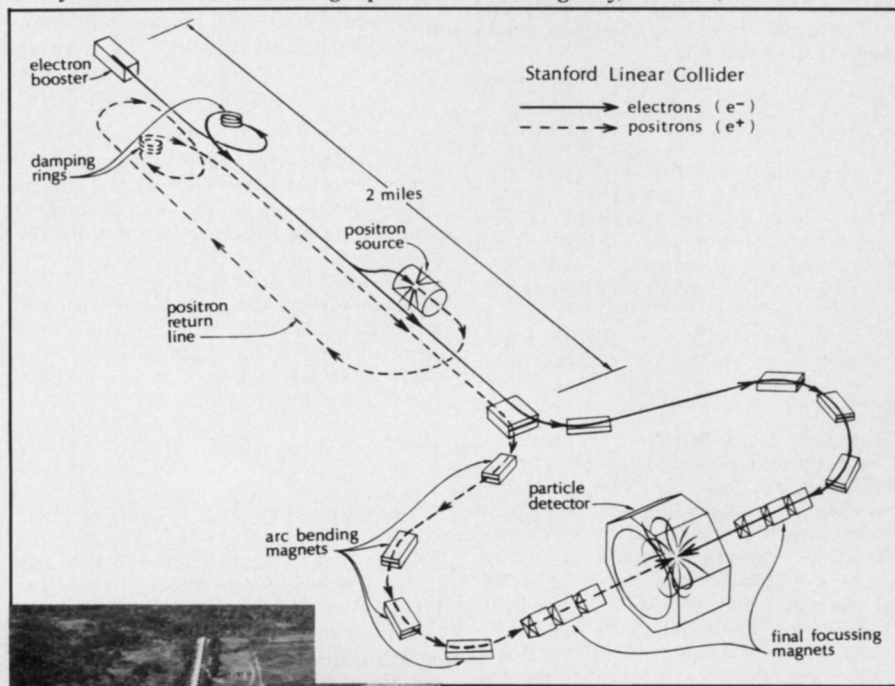 electron
booster
Stanford Linear Collider
electrons (e⁻)
positrons (e⁺)
damping
rings
2 miles
positron
source
positron
return
line
particle
detector
arc bending
magnets
final focussing
magnets